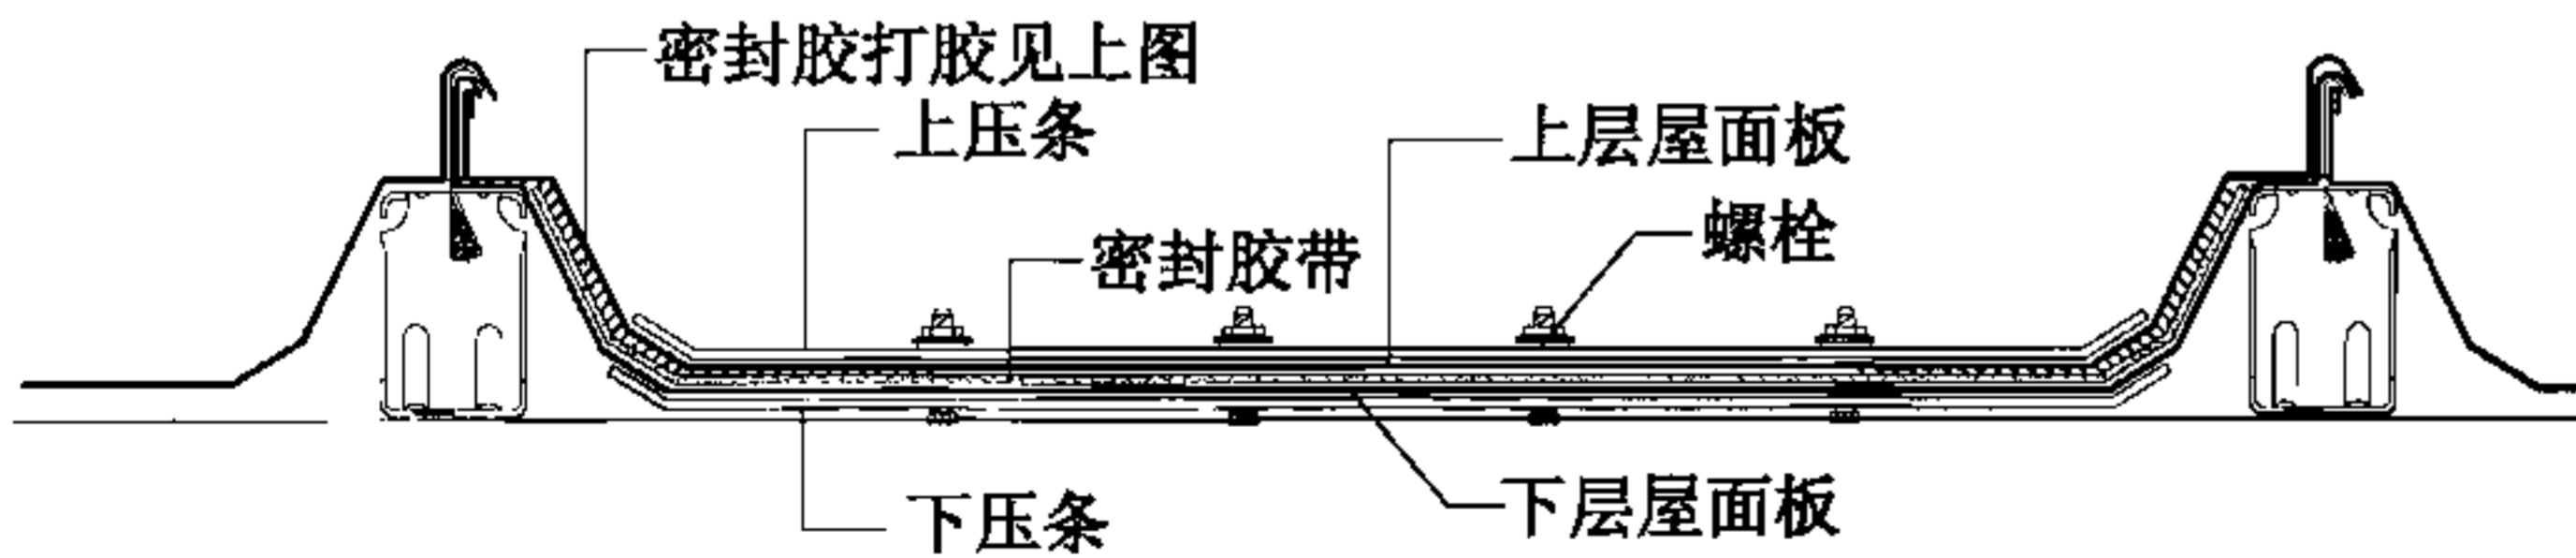 密封胶打胶见上图
上压条
上层屋面板
螺栓
密封胶带
下压条
下层屋面板